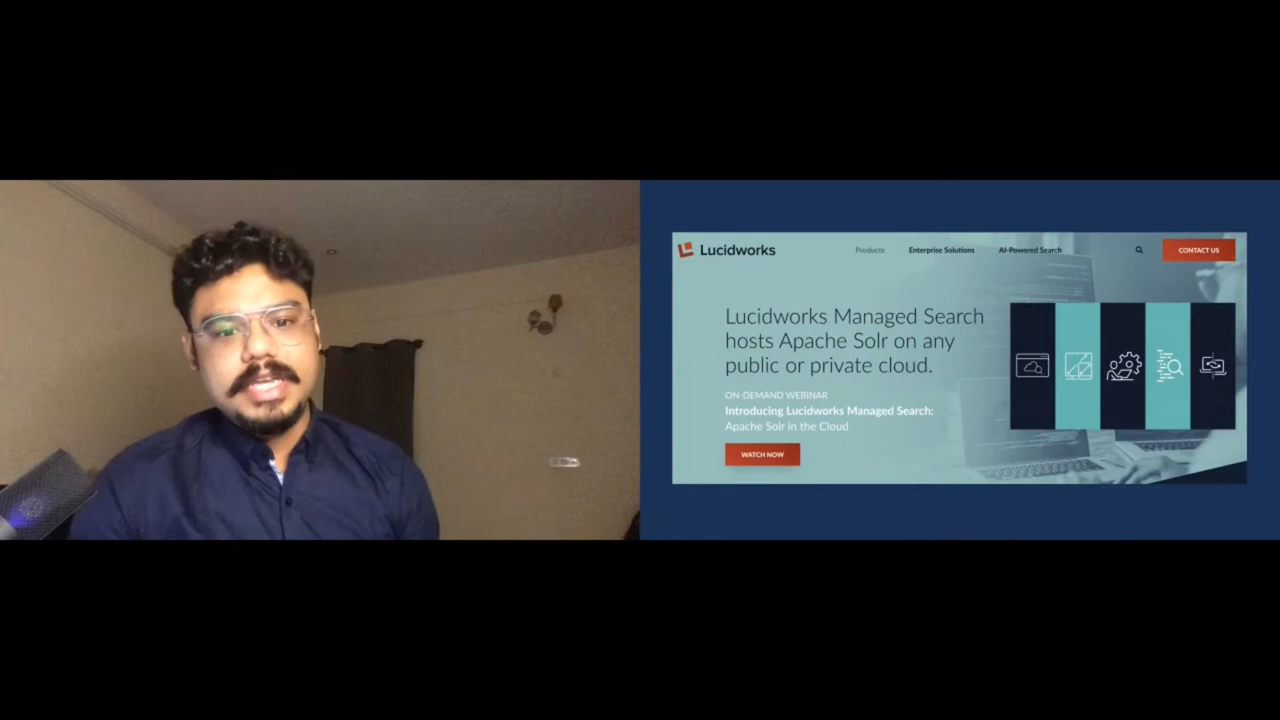 Lucidworks
Products Enterprise Solutions AI-Powered Search CONTACT US
Lucidworks Managed Search
hosts Apache Solr on any
public or private cloud.
ON-DEMAND WEBINAR
Introducing Lucidworks Managed Search:
Apache Solr in the Cloud
WATCH NOW